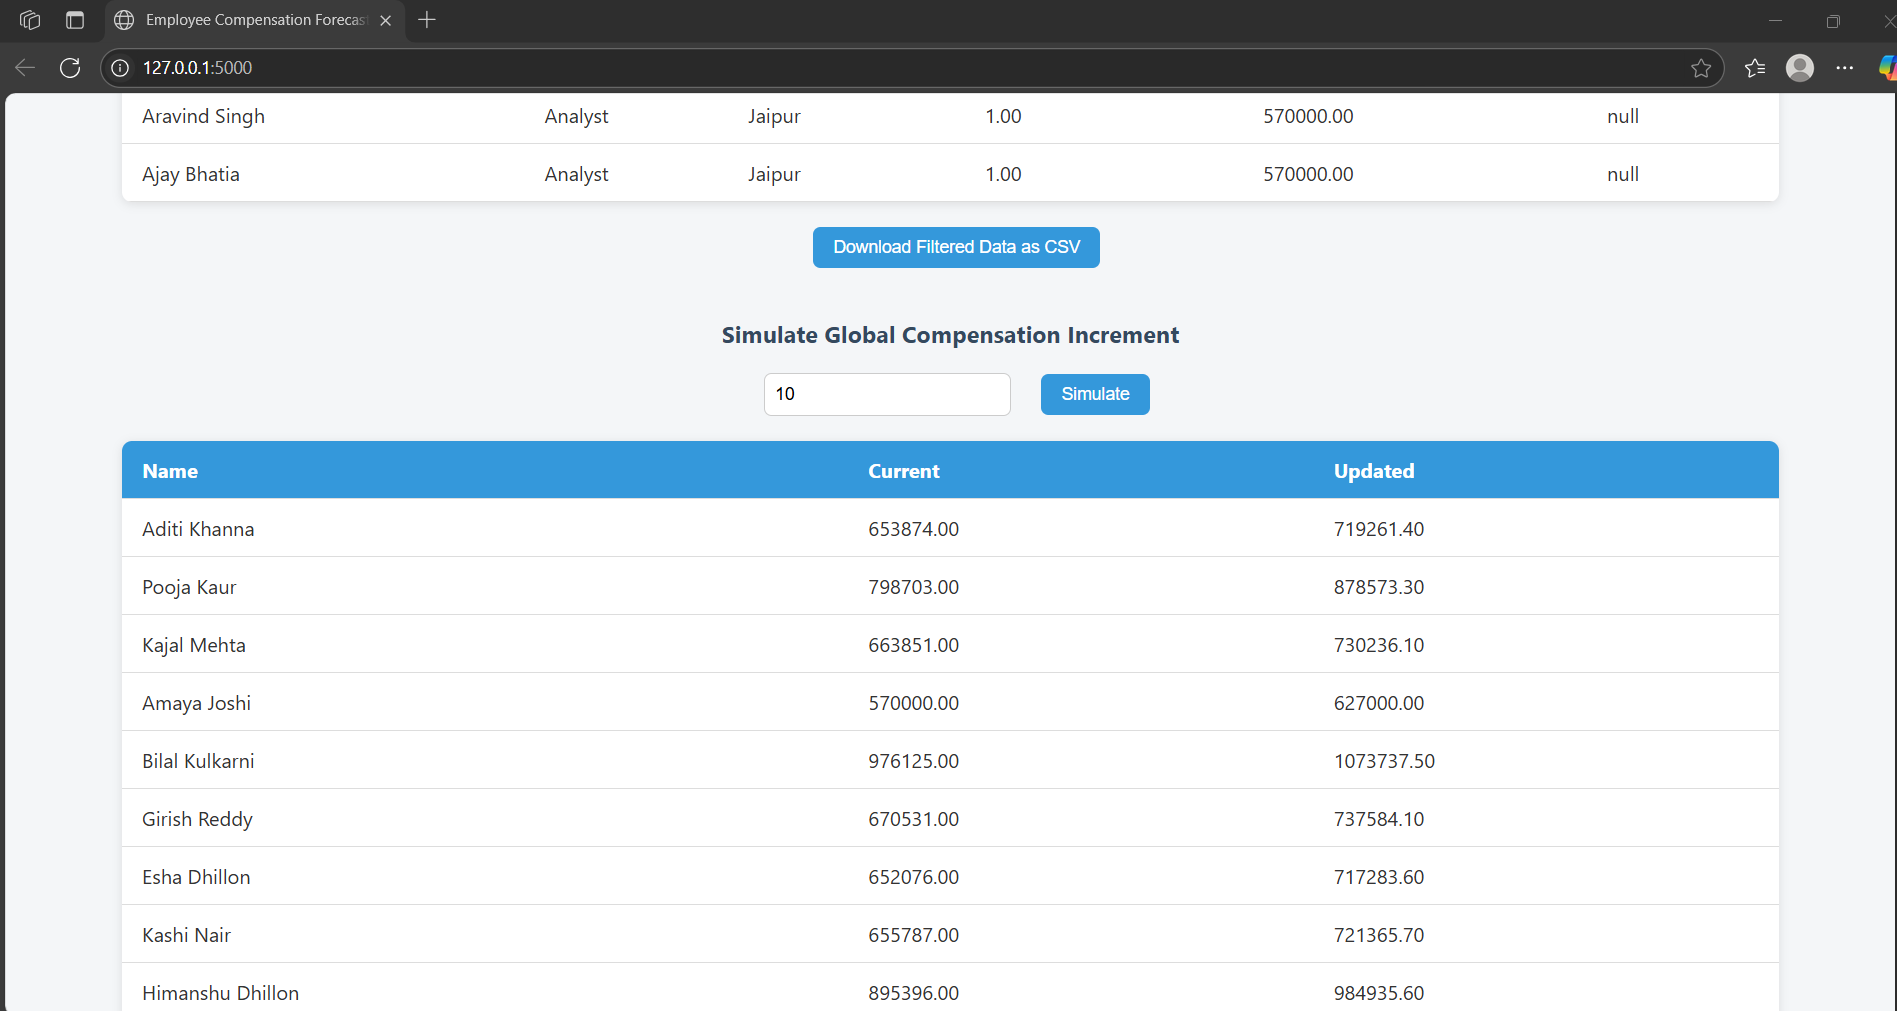 Employee Compensation Forecas
127.0.0.1:5000
Aravind Singh Analyst Jaipur 1.00 570000.00 null
Ajay Bhatia Analyst Jaipur 1.00 570000.00 null
Download Filtered Data as CSV
Simulate Global Compensation Increment
10 Simulate
Name Current Updated
Aditi Khanna 653874.00 719261.40
Pooja Kaur 798703.00 878573.30
Kajal Mehta 663851.00 730236.10
Amaya Joshi 570000.00 627000.00
Bilal Kulkarni 976125.00 1073737.50
Girish Reddy 670531.00 737584.10
Esha Dhillon 652076.00 717283.60
Kashi Nair 655787.00 721365.70
Himanshu Dhillon 895396.00 984935.60